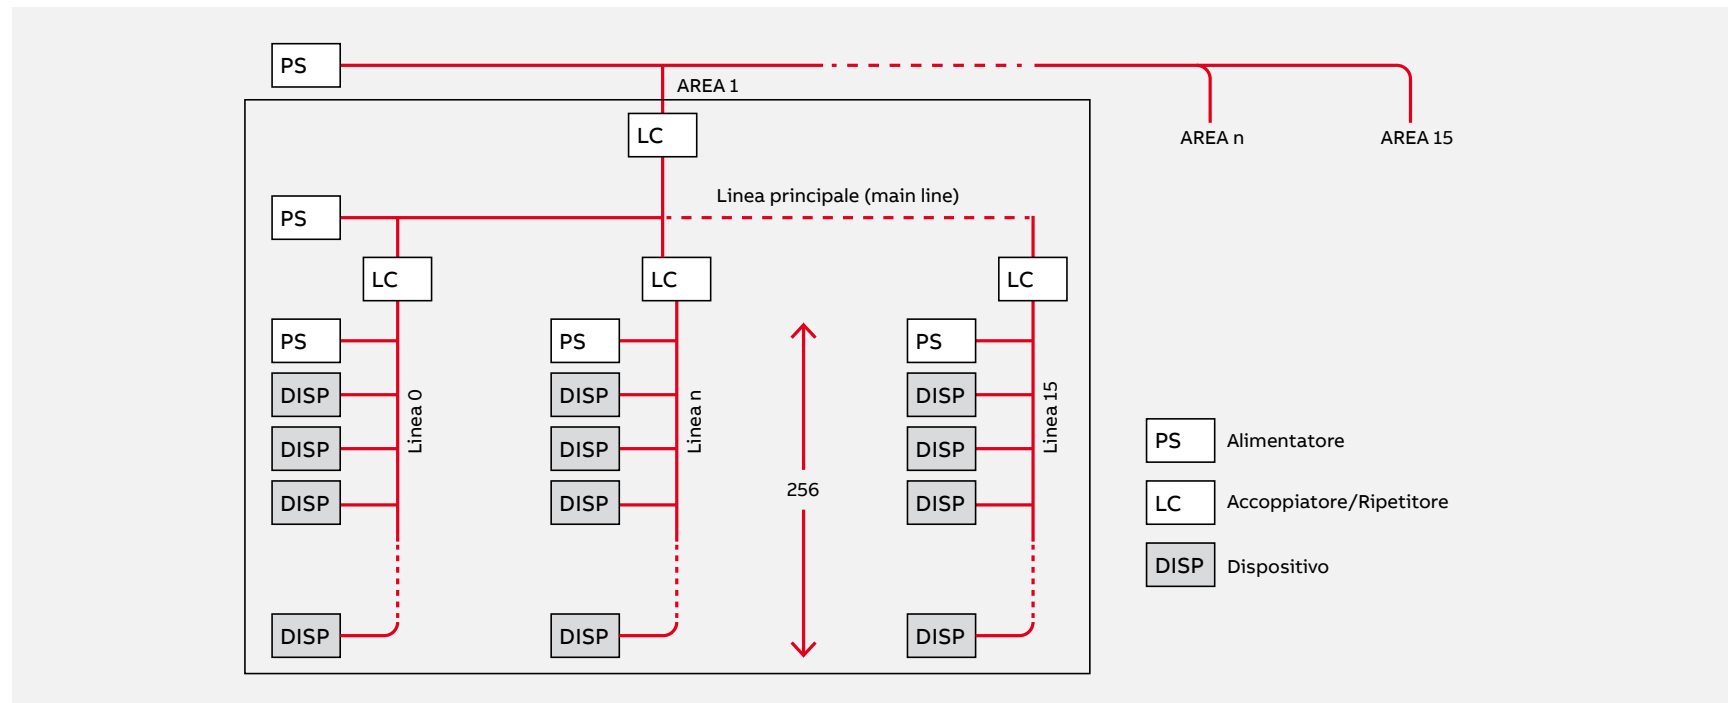 PS
AREA 1
AREA n
AREA 15
LC
Linea principale (main line)
PS
LC
LC
LC
PS
PS
PS
DISP
DISP
DISP
Linea 0
Linea n
Linea 15
DISP
DISP
DISP
256
DISP
DISP
DISP
DISP
DISP
DISP
PS Alimentatore
LC Accoppiatore/Ripetitore
DISP Dispositivo